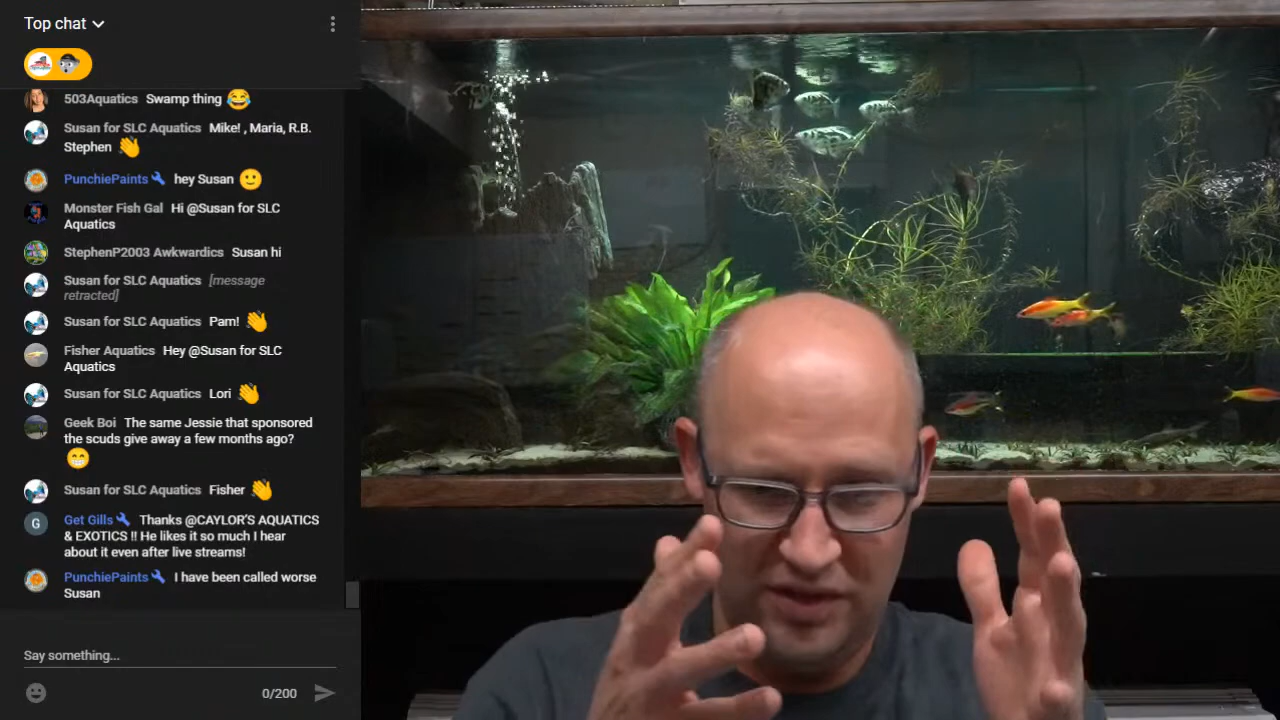 Top chat
503Aquatics Swamp thing 😂
Susan for SLC Aquatics Mike! , Maria, R.B.
Stephen 👋
PunchiePaints hey Susan 🙂
Monster Fish Gal Hi @Susan for SLC
Aquatics
StephenP2003 Awkwardics Susan hi
Susan for SLC Aquatics [message
retracted]
Susan for SLC Aquatics Pam! 👋
Fisher Aquatics Hey @Susan for SLC
Aquatics
Susan for SLC Aquatics Lori 👋
Geek Boi The same Jessie that sponsored
the scuds give away a few months ago?
😁
Susan for SLC Aquatics Fisher 👋
G
Get Gills Thanks @CAYLOR'S AQUATICS
& EXOTICS !! He likes it so much I hear
about it even after live streams!
PunchiePaints I have been called worse
Susan
Say something...
0/200